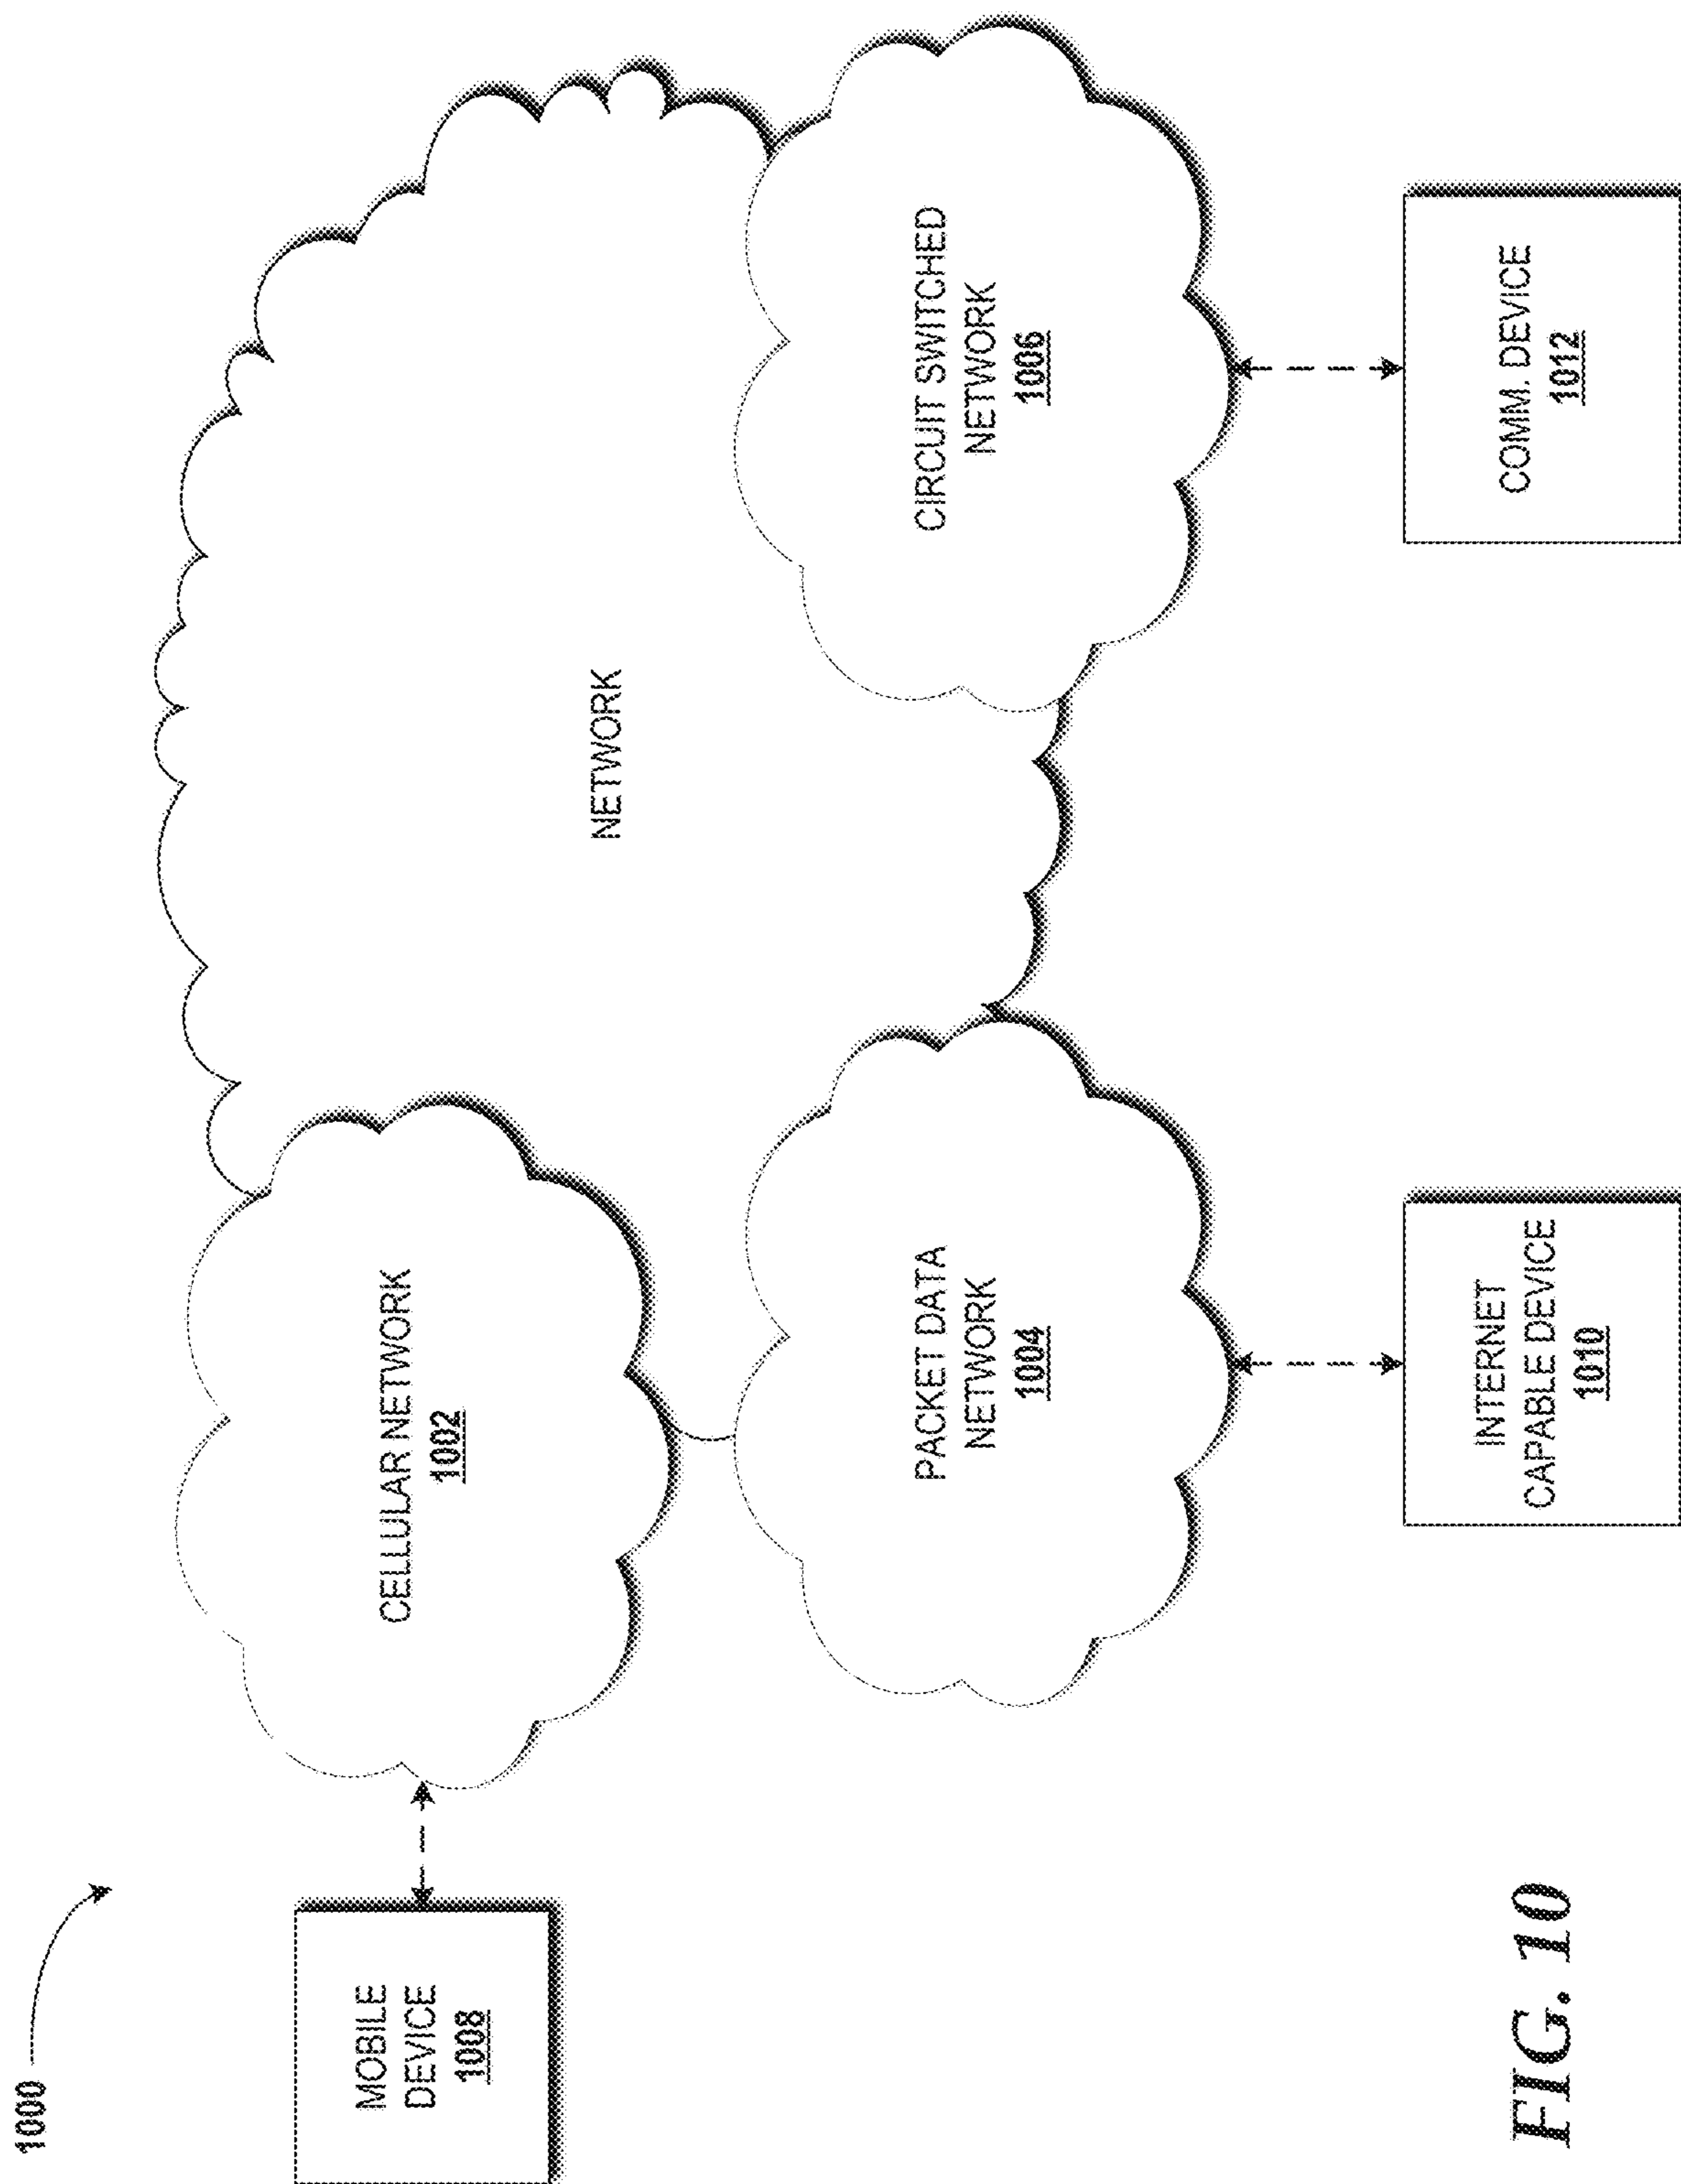 1000
MOBILE
DEVICE
1008
CELLULAR NETWORK
1002
NETWORK
PACKET DATA
NETWORK
1004
CIRCUIT SWITCHED
NETWORK
1006
INTERNET
CAPABLE DEVICE
1010
COMM. DEVICE
1012
FIG. 10